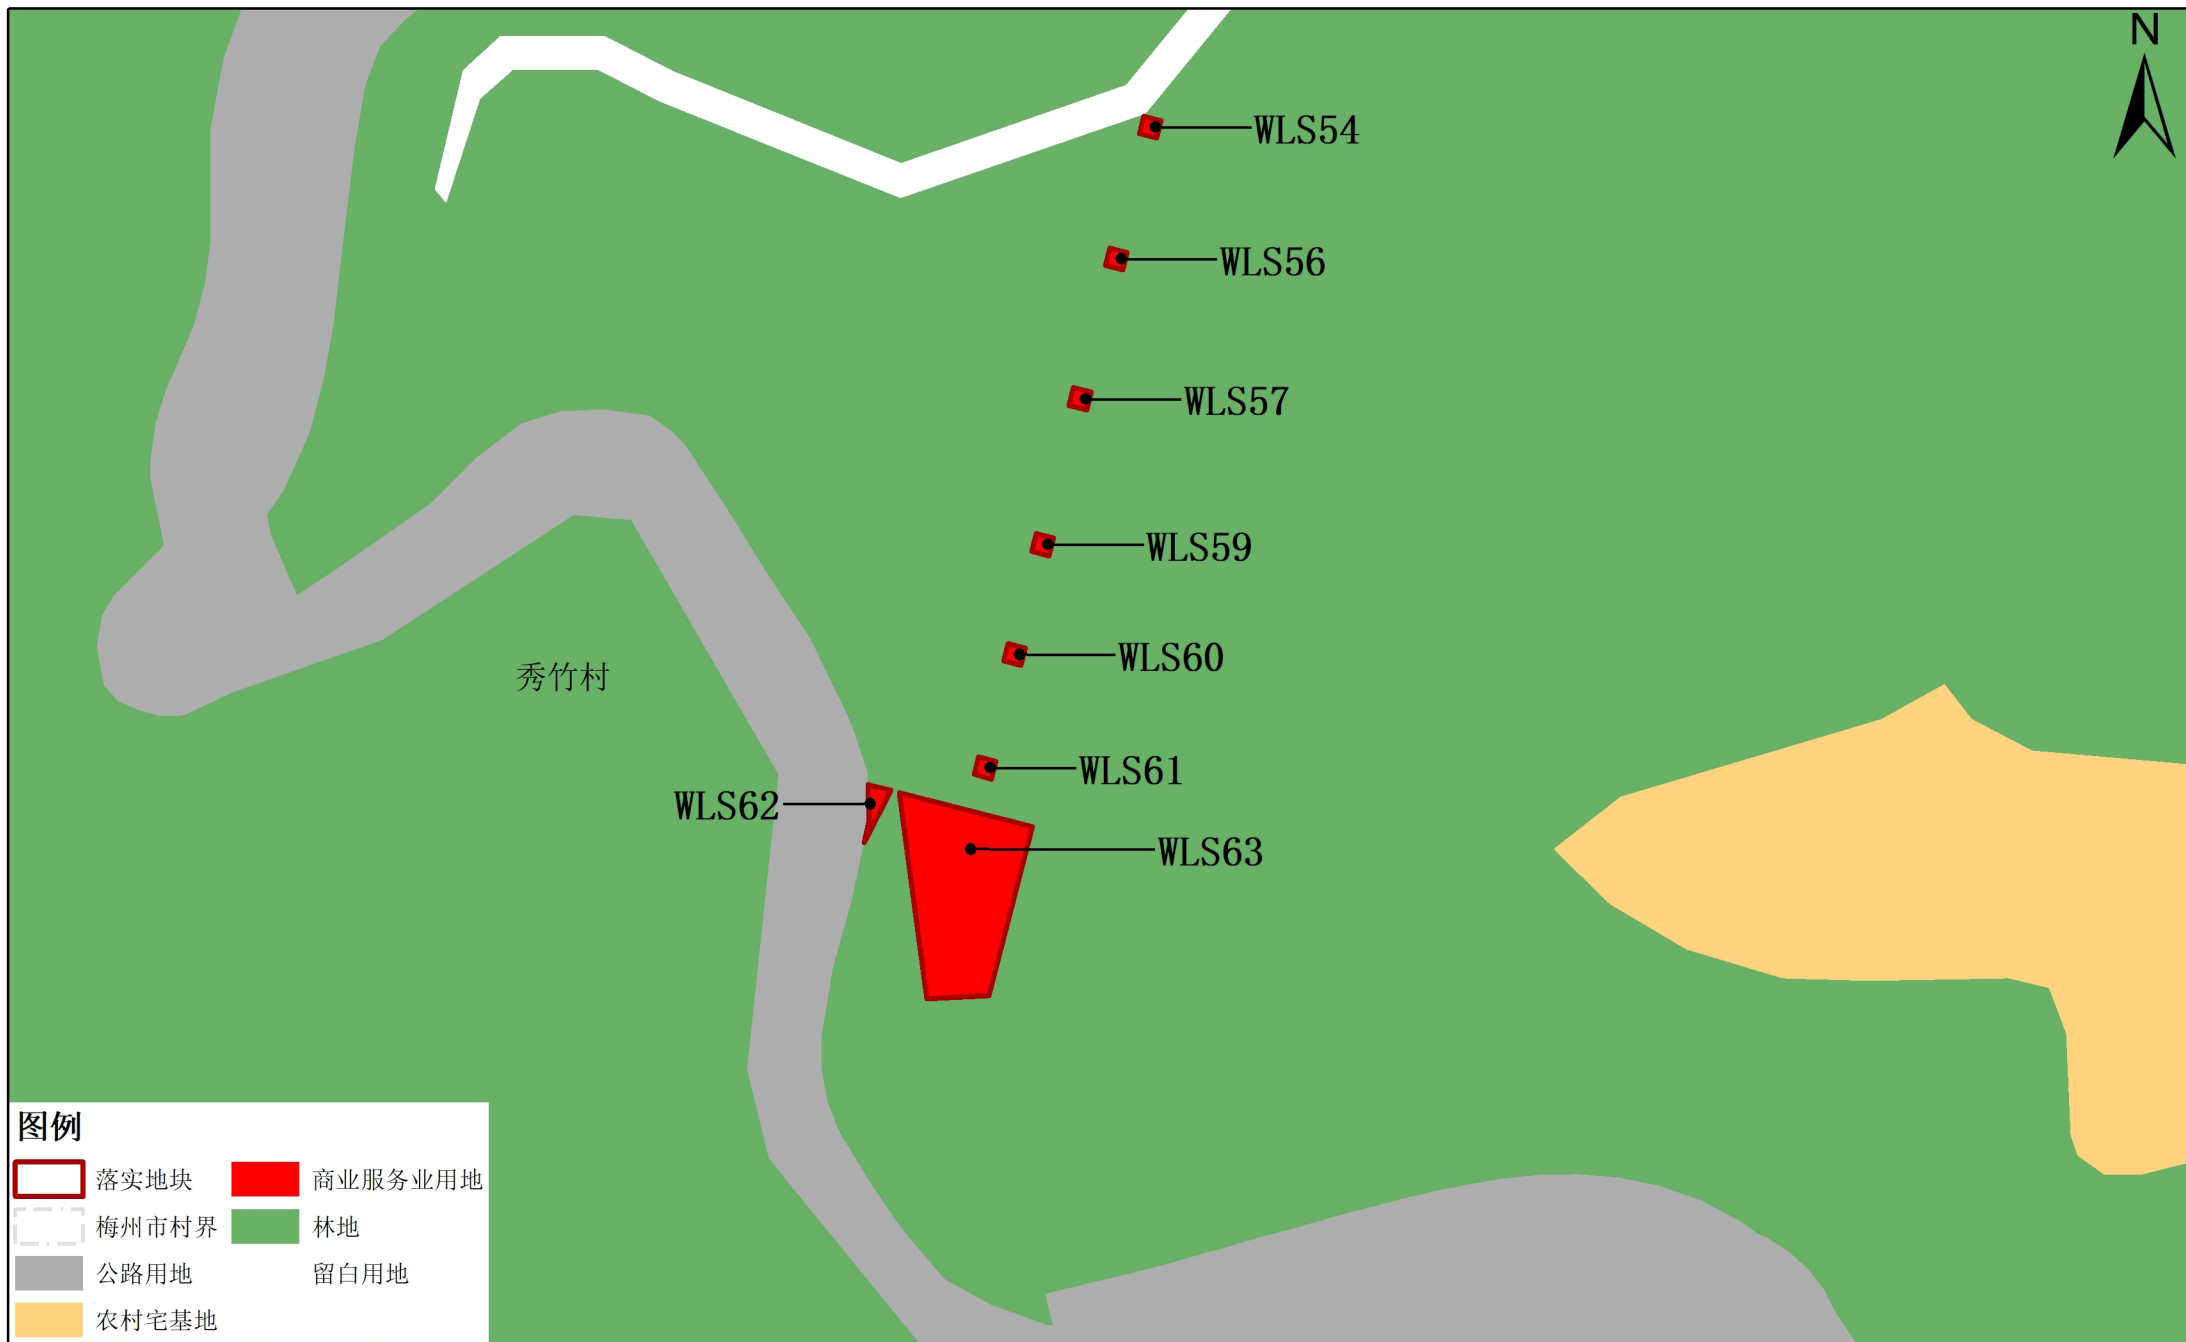 N
WLS54
WLS56
WLS57
WLS59
WLS60
秀竹村
WLS61
WLS62
WLS63
图例
落实地块 商业服务业用地
梅州市村界 林地
公路用地 留白用地
农村宅基地